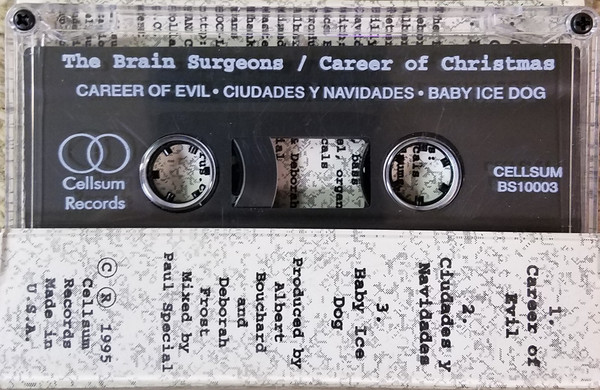 The Brain Surgeons / Career of Christmas
CAREER OF EVIL • CIUDADES Y NAVIDADES • BABY ICE DOG
Cellsum
Records
CELLSUM
BS10003
1.
Career of
Evil
2.
Ciudades y
Navidades
3.
Baby Ice
Dog
Produced by
Albert
Bouchard
and
Deborah
Frost
Mixed by
Paul Special
© ® 1995
Cellsum
Records
Made in
U.S.A.